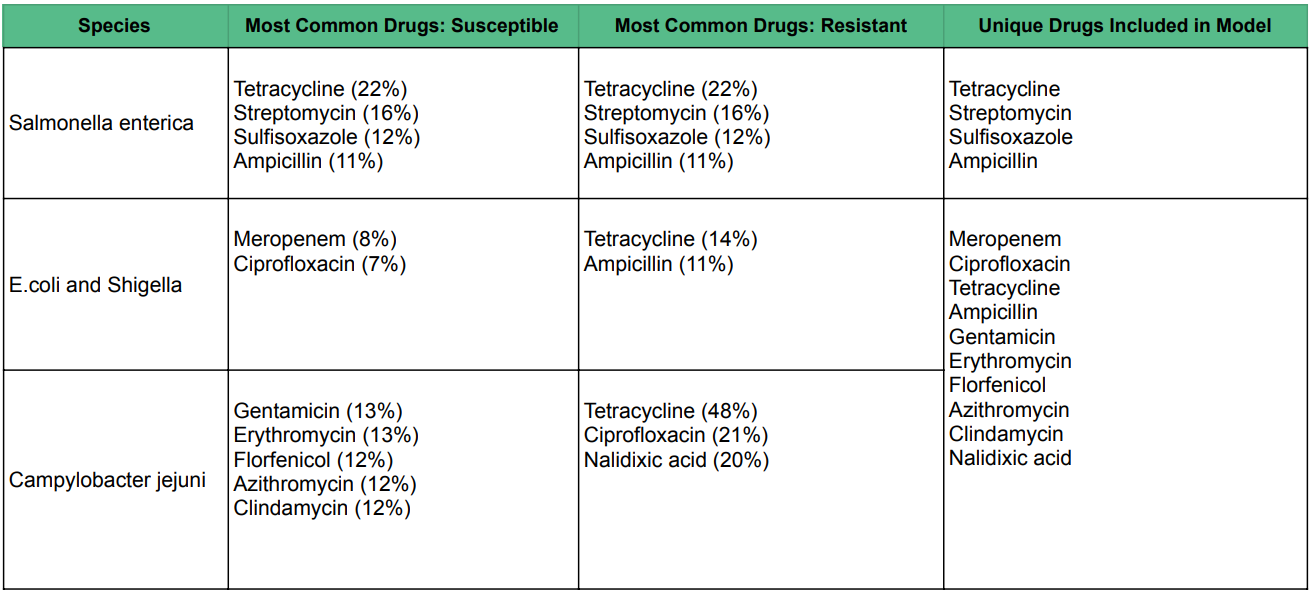 Species
Most Common Drugs: Susceptible
Most Common Drugs: Resistant
Unique Drugs Included in Model
Salmonella enterica
Tetracycline (22%)
Streptomycin (16%)
Sulfisoxazole (12%)
Ampicillin (11%)
Tetracycline (22%)
Streptomycin (16%)
Sulfisoxazole (12%)
Ampicillin (11%)
Tetracycline
Streptomycin
Sulfisoxazole
Ampicillin
E.coli and Shigella
Meropenem (8%)
Ciprofloxacin (7%)
Tetracycline (14%)
Ampicillin (11%)
Meropenem
Ciprofloxacin
Tetracycline
Ampicillin
Gentamicin
Erythromycin
Florfenicol
Azithromycin
Clindamycin
Nalidixic acid
Campylobacter jejuni
Gentamicin (13%)
Erythromycin (13%)
Florfenicol (12%)
Azithromycin (12%)
Clindamycin (12%)
Tetracycline (48%)
Ciprofloxacin (21%)
Nalidixic acid (20%)